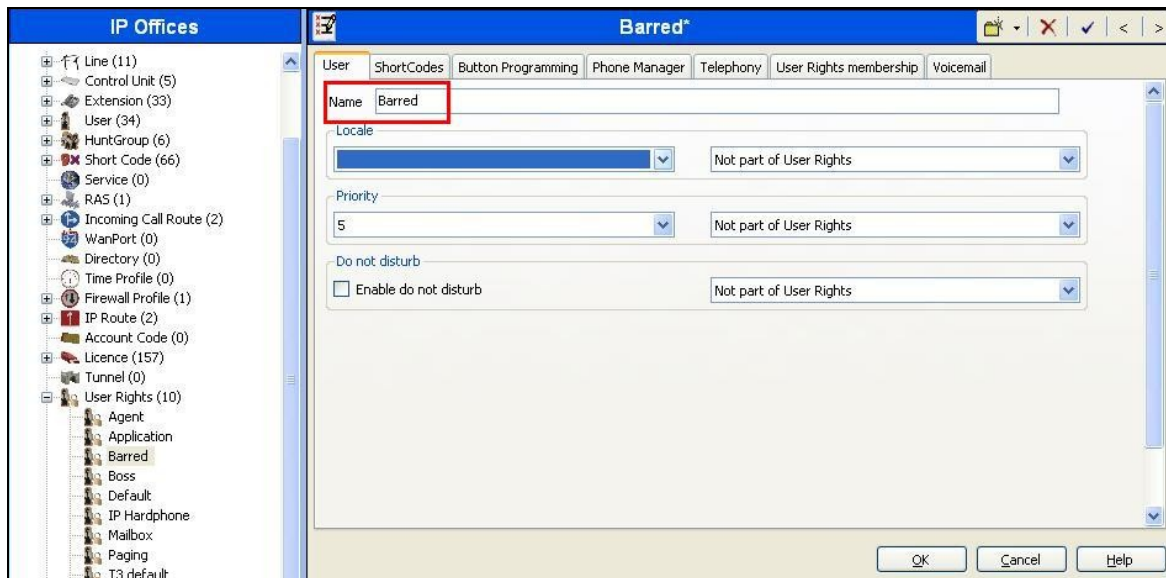 IP Offices
Line (11)
Control Unit (5)
Extension (33)
User (34)
HuntGroup (6)
Short Code (66)
Service (0)
RAS (1)
Incoming Call Route (2)
WanPort (0)
Directory (0)
Time Profile (0)
Firewall Profile (1)
IP Route (2)
Account Code (0)
Licence (157)
Tunnel (0)
User Rights (10)
Agent
Application
Barred
Boss
Default
IP Hardphone
Mailbox
Paging
T3 default
Barred*
User ShortCodes Button Programming Phone Manager Telephony User Rights membership Voicemail
Name Barred
Locale
Not part of User Rights
Priority
5 Not part of User Rights
Do not disturb
Enable do not disturb Not part of User Rights
OK Cancel Help